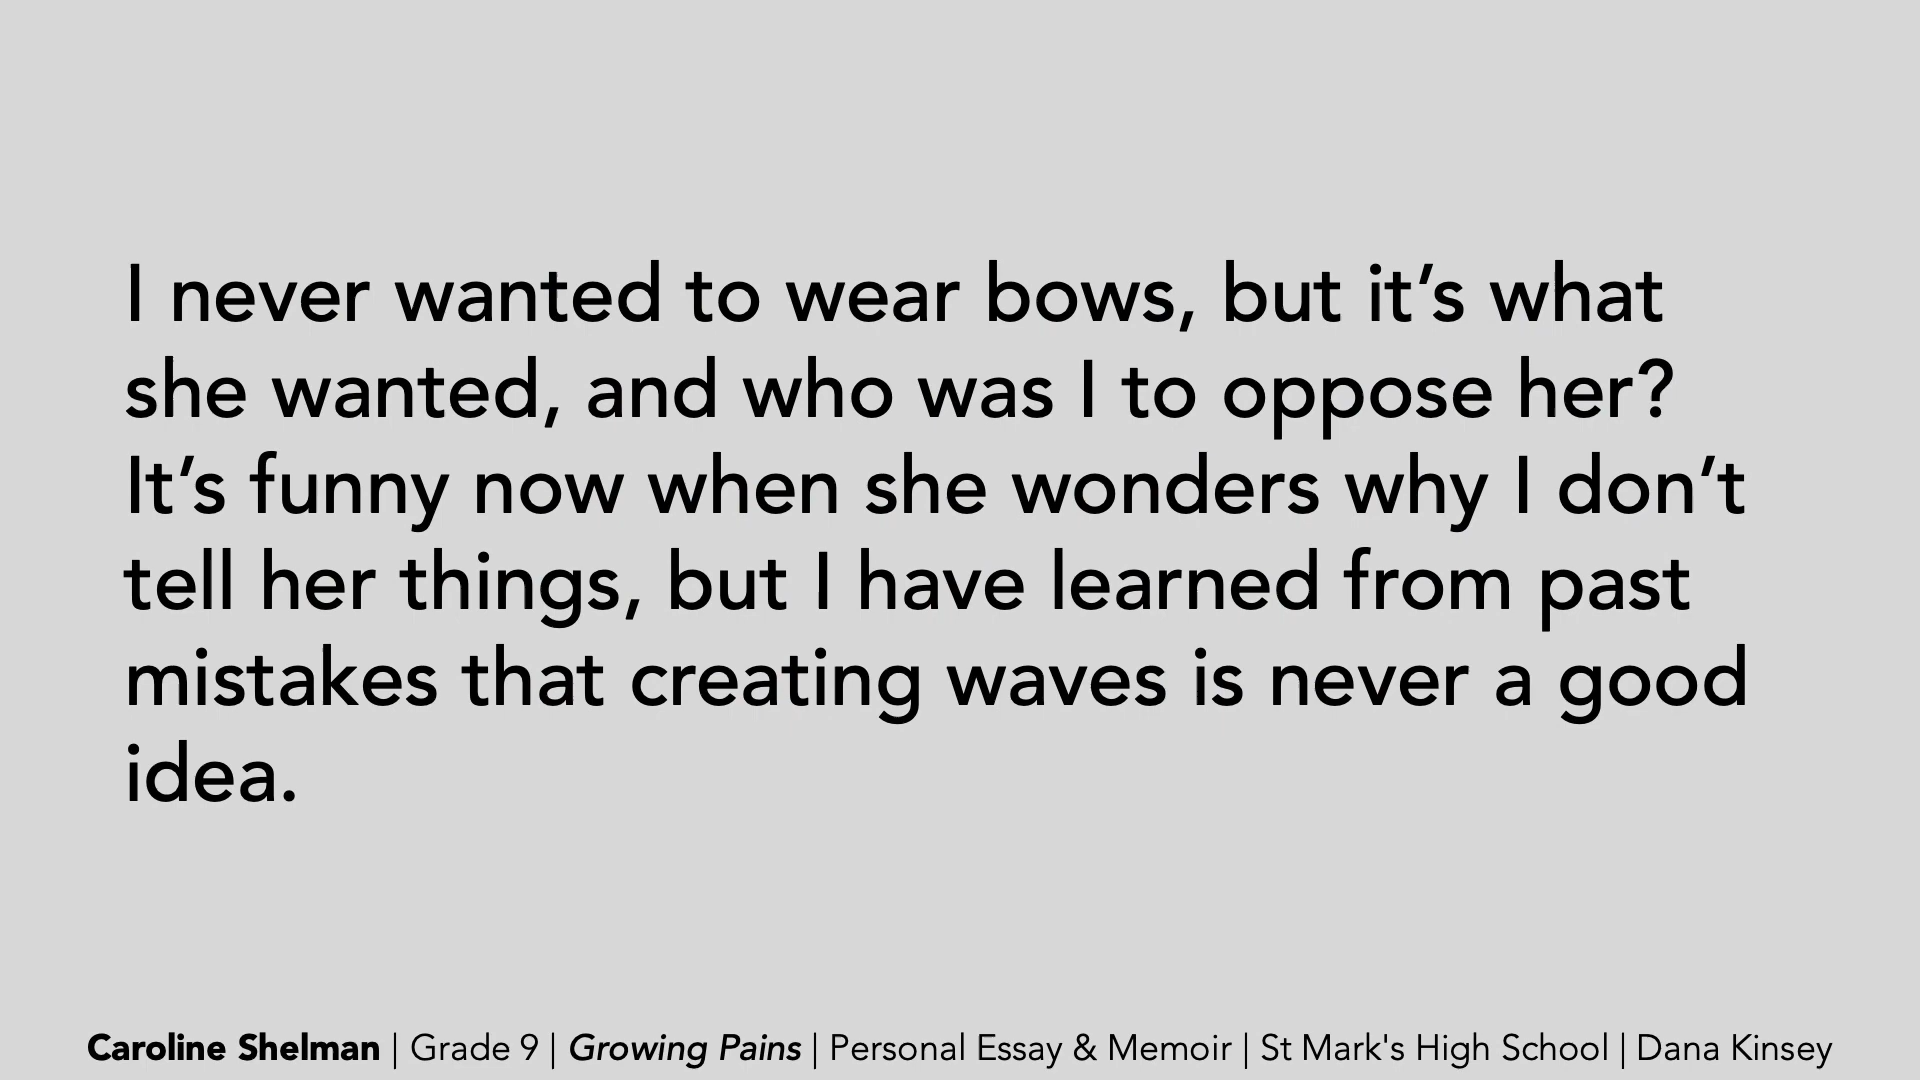 I never wanted to wear bows, but it’s what
she wanted, and who was I to oppose her?
It’s funny now when she wonders why I don’t
tell her things, but I have learned from past
mistakes that creating waves is never a good
idea.
Caroline Shelman | Grade 9 | Growing Pains | Personal Essay & Memoir | St Mark's High School | Dana Kinsey